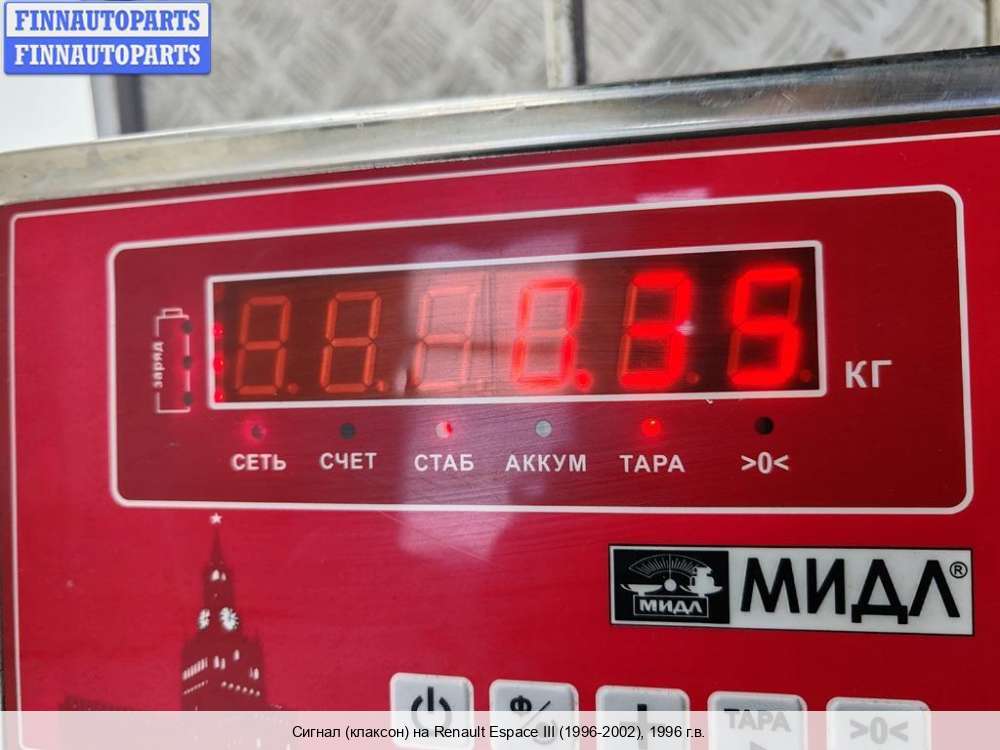 FINNAUTOPARTS
FINNAUTOPARTS
0.35
КГ
заряд
СЕТЬ СЧЕТ СТАБ АККУМ ТАРА >0<
МИДЛ
МИДЛ®
ТАРА >0<
Сигнал (клаксон) на Renault Espace III (1996-2002), 1996 г.в.